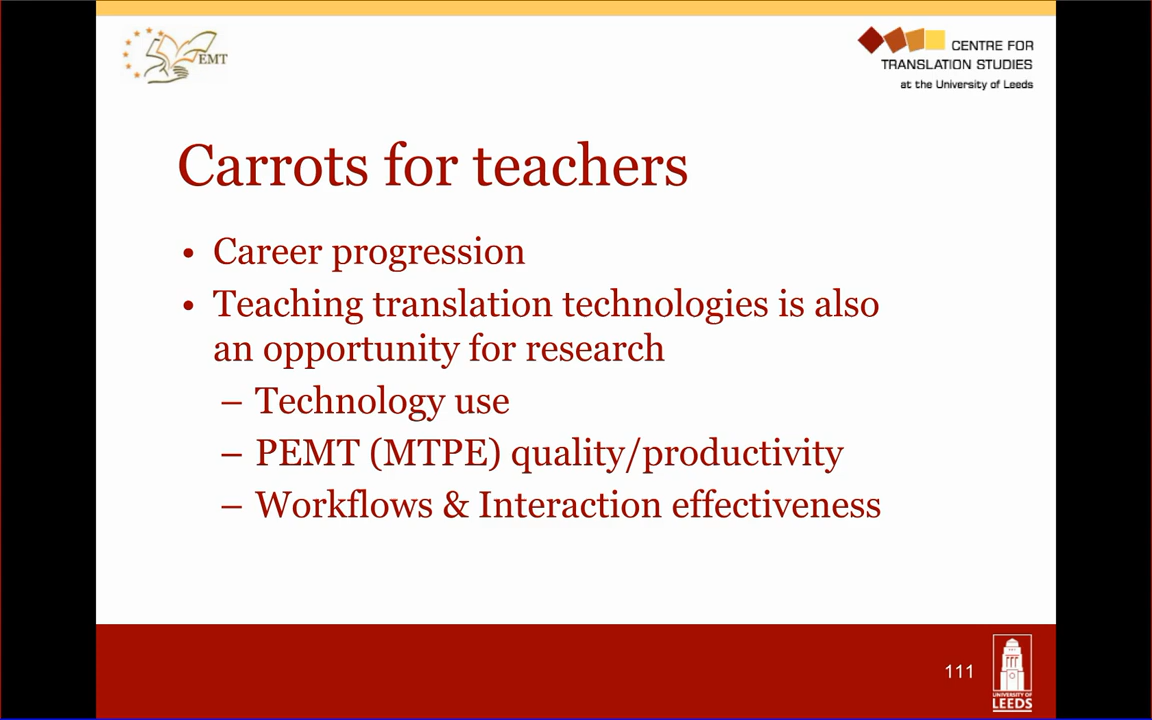 EMT
CENTRE FOR
TRANSLATION STUDIES
at the University of Leeds
Carrots for teachers
• Career progression
• Teaching translation technologies is also
an opportunity for research
– Technology use
– PEMT (MTPE) quality/productivity
– Workflows & Interaction effectiveness
111
UNIVERSITY OF
LEEDS